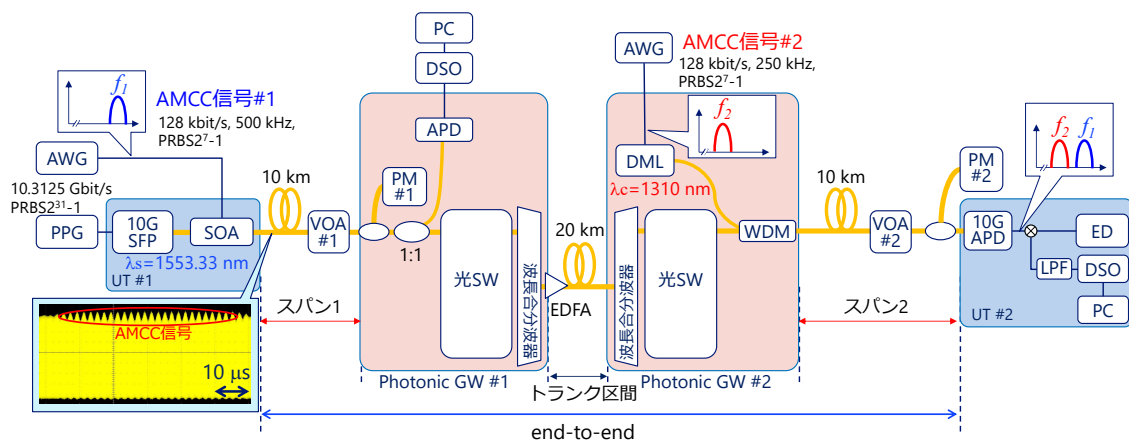 PC
DSO
APD
AWG
AMCC信号#2
128 kbit/s, 250 kHz,
PRBS2⁷-1
f₂
DML
λc=1310 nm
f₁
AMCC信号#1
128 kbit/s, 500 kHz,
PRBS2⁷-1
AWG
10.3125 Gbit/s
PRBS2³¹-1
PPG
10G
SFP
SOA
λs=1553.33 nm
UT #1
10 km
VOA
#1
PM
#1
1:1
光SW
波長合分波器
20 km
EDFA
波長合分波器
光SW
WDM
10 km
VOA
#2
PM
#2
f₂
f₁
10G
APD
ED
LPF
DSO
PC
UT #2
AMCC信号
10 μs
スパン1
Photonic GW #1
トランク区間
Photonic GW #2
スパン2
end-to-end